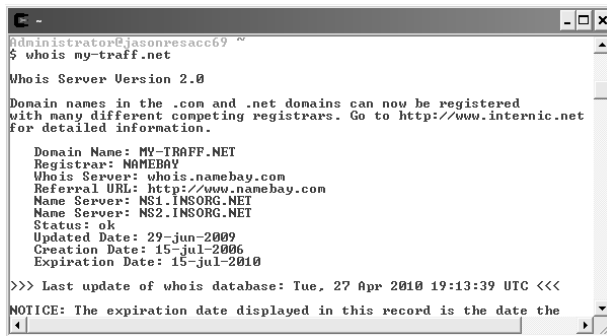 Administrator@jasonresacc69 ~
$ whois my-traff.net
Whois Server Version 2.0
Domain names in the .com and .net domains can now be registered
with many different competing registrars. Go to http://www.internic.net
for detailed information.
Domain Name: MY-TRAFF.NET
Registrar: NAMEBAY
Whois Server: whois.namebay.com
Referral URL: http://www.namebay.com
Name Server: NS1.INSORG.NET
Name Server: NS2.INSORG.NET
Status: ok
Updated Date: 29-jun-2009
Creation Date: 15-jul-2006
Expiration Date: 15-jul-2010
>>> Last update of whois database: Tue, 27 Apr 2010 19:13:39 UTC <<<
NOTICE: The expiration date displayed in this record is the date the